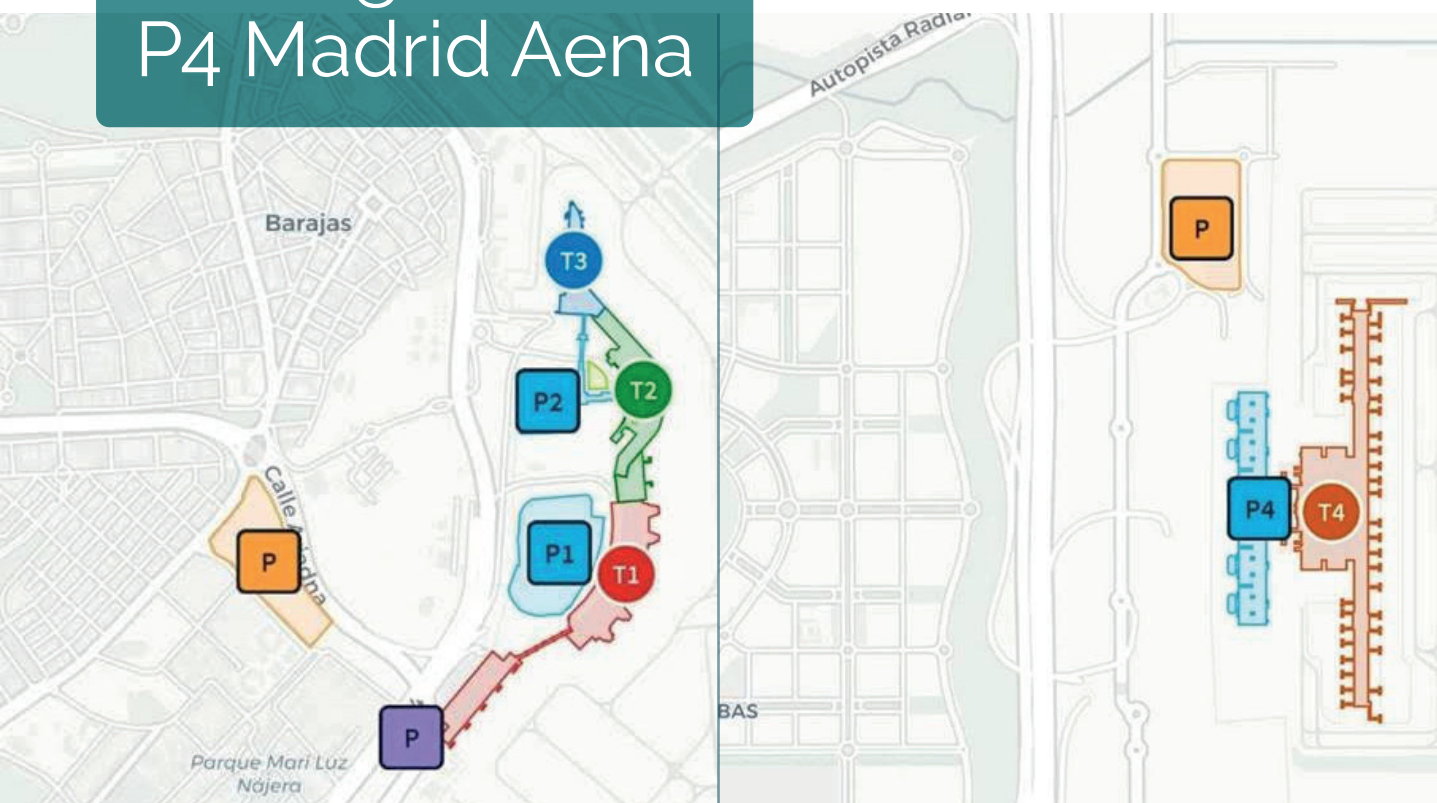 P4 Madrid Aena
Autopista Radial
Barajas
T3
P
T2
P2
P4
T4
Calle
P1
T1
P
P
BAS
Parque Mari Luz
Nájera